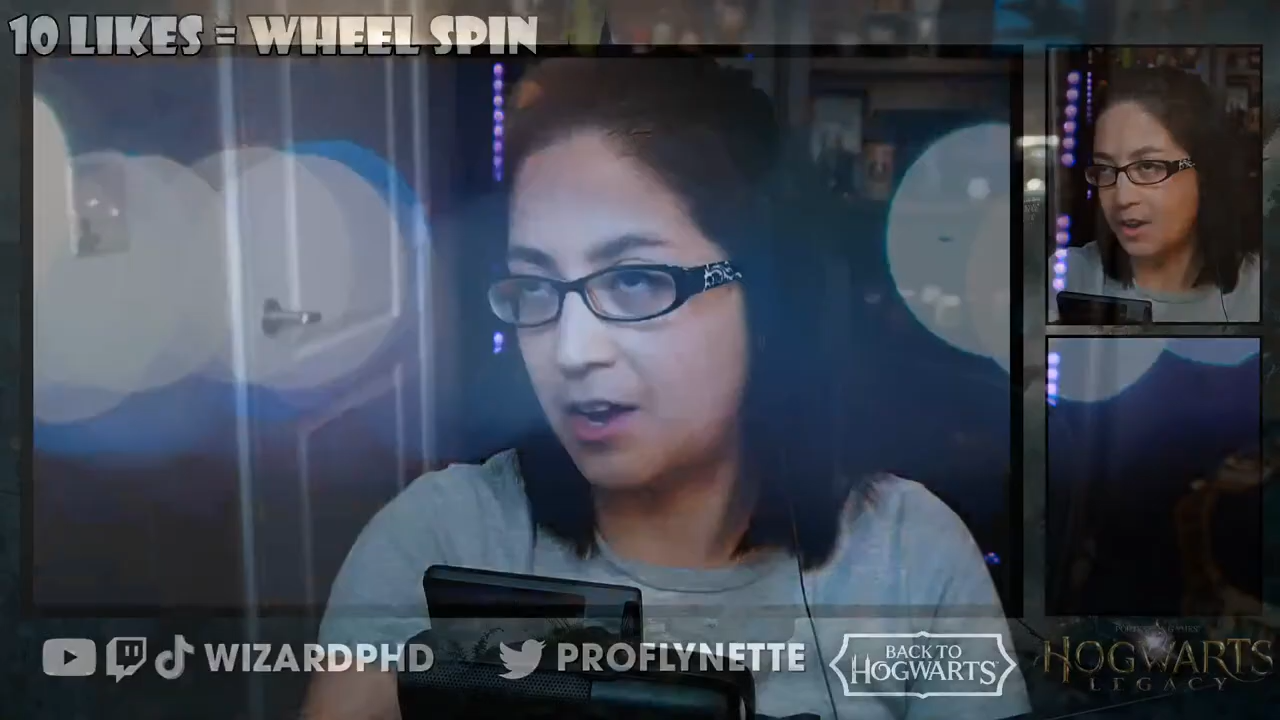 10 LIKES = WHEEL SPIN
WIZARDPHD
PROFLYNETTE
BACK TO
HOGWARTS
HOGWARTS
LEGACY